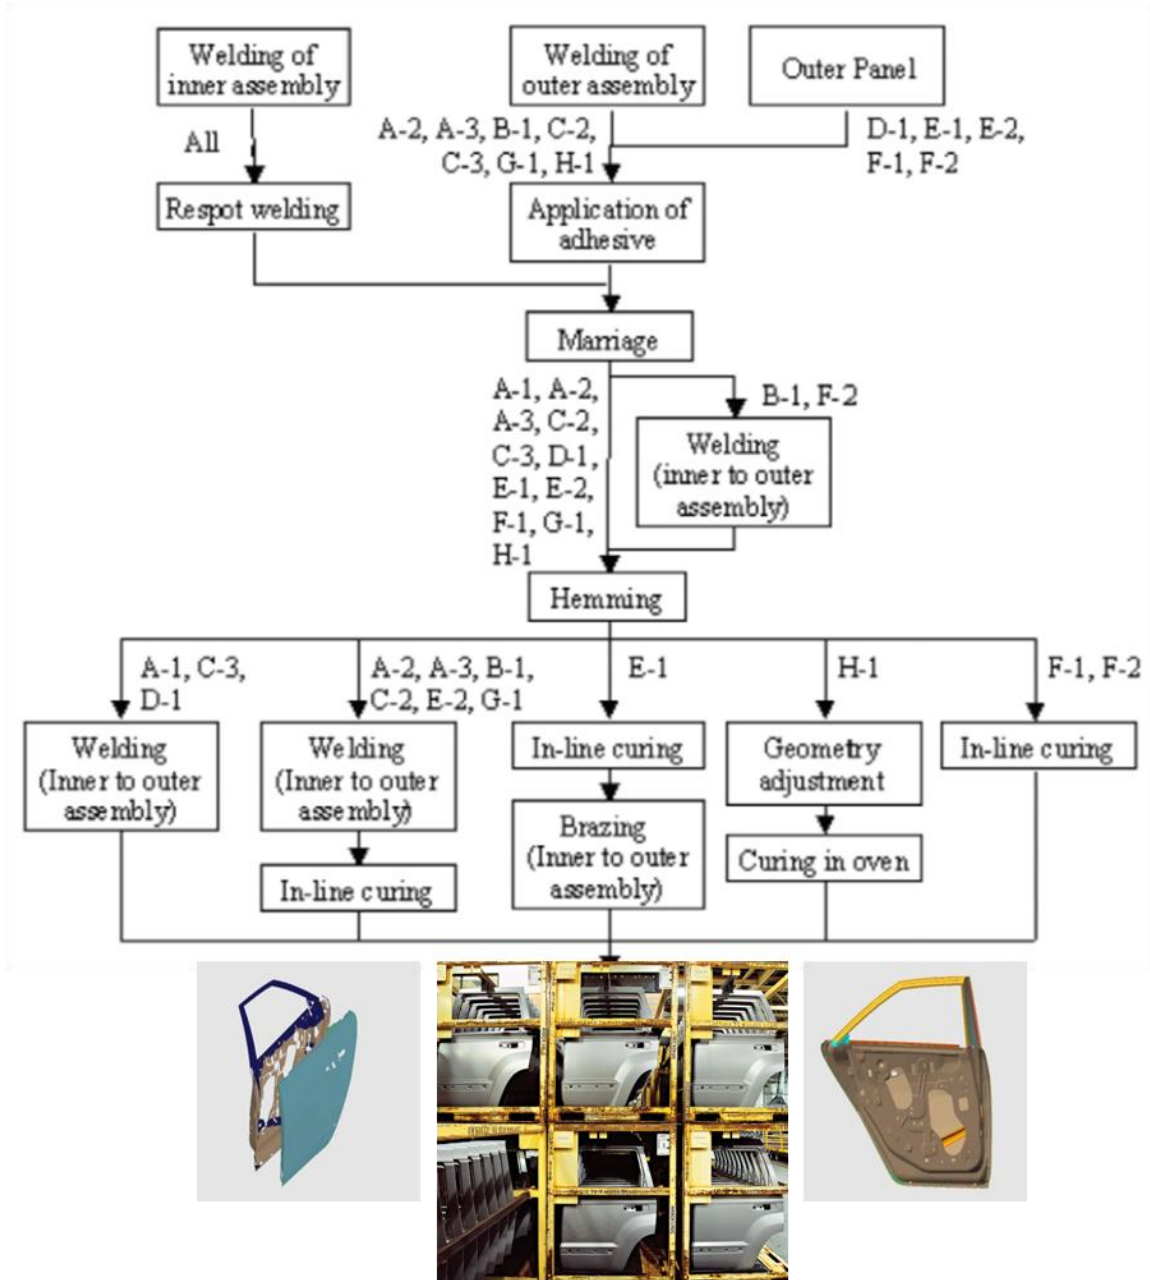 Welding of
inner assembly
Welding of
outer assembly
Outer Panel
All
A-2, A-3, B-1, C-2,
C-3, G-1, H-1
D-1, E-1, E-2,
F-1, F-2
Respot welding
Application of
adhesive
Marriage
A-1, A-2,
A-3, C-2,
C-3, D-1,
E-1, E-2,
F-1, G-1,
H-1
B-1, F-2
Welding
(inner to outer
assembly)
Hemming
A-1, C-3,
D-1
A-2, A-3, B-1,
C-2, E-2, G-1
E-1
H-1
F-1, F-2
Welding
(Inner to outer
assembly)
Welding
(Inner to outer
assembly)
In-line curing
In-line curing
Brazing
(Inner to outer
assembly)
Geometry
adjustment
Curing in oven
In-line curing